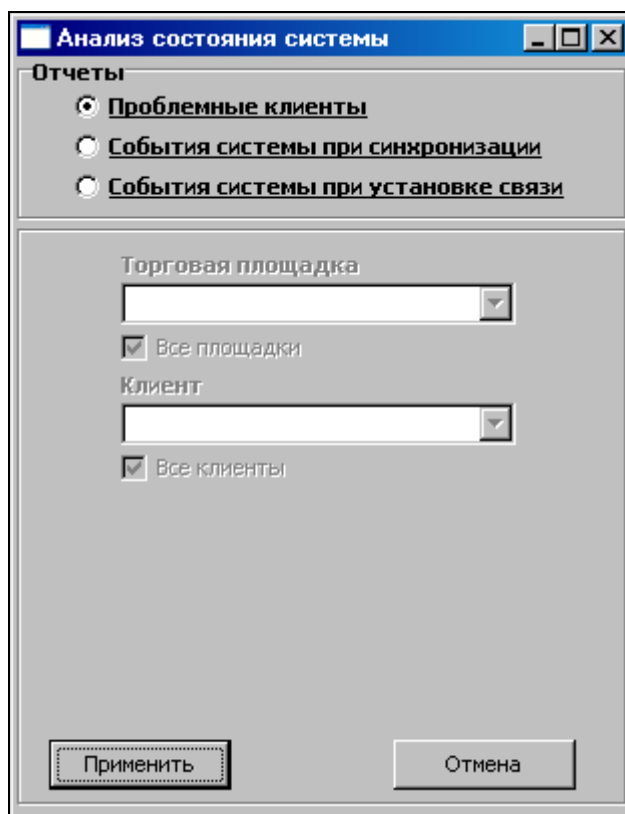 Анализ состояния системы
Отчеты
Проблемные клиенты
События системы при синхронизации
События системы при установке связи
Торговая площадка
Все площадки
Клиент
Все клиенты
Применить
Отмена